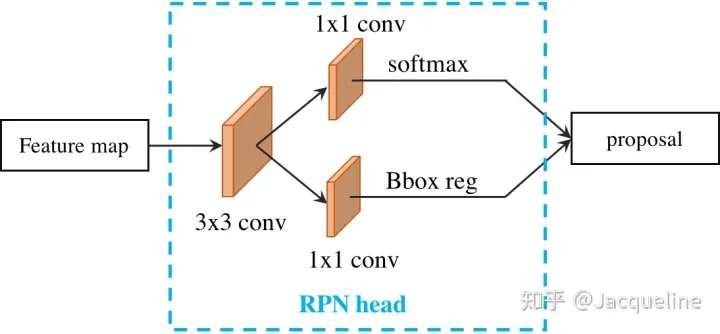 1x1 conv
softmax
Feature map
proposal
3x3 conv
Bbox reg
1x1 conv
RPN head
知乎 @Jacqueline